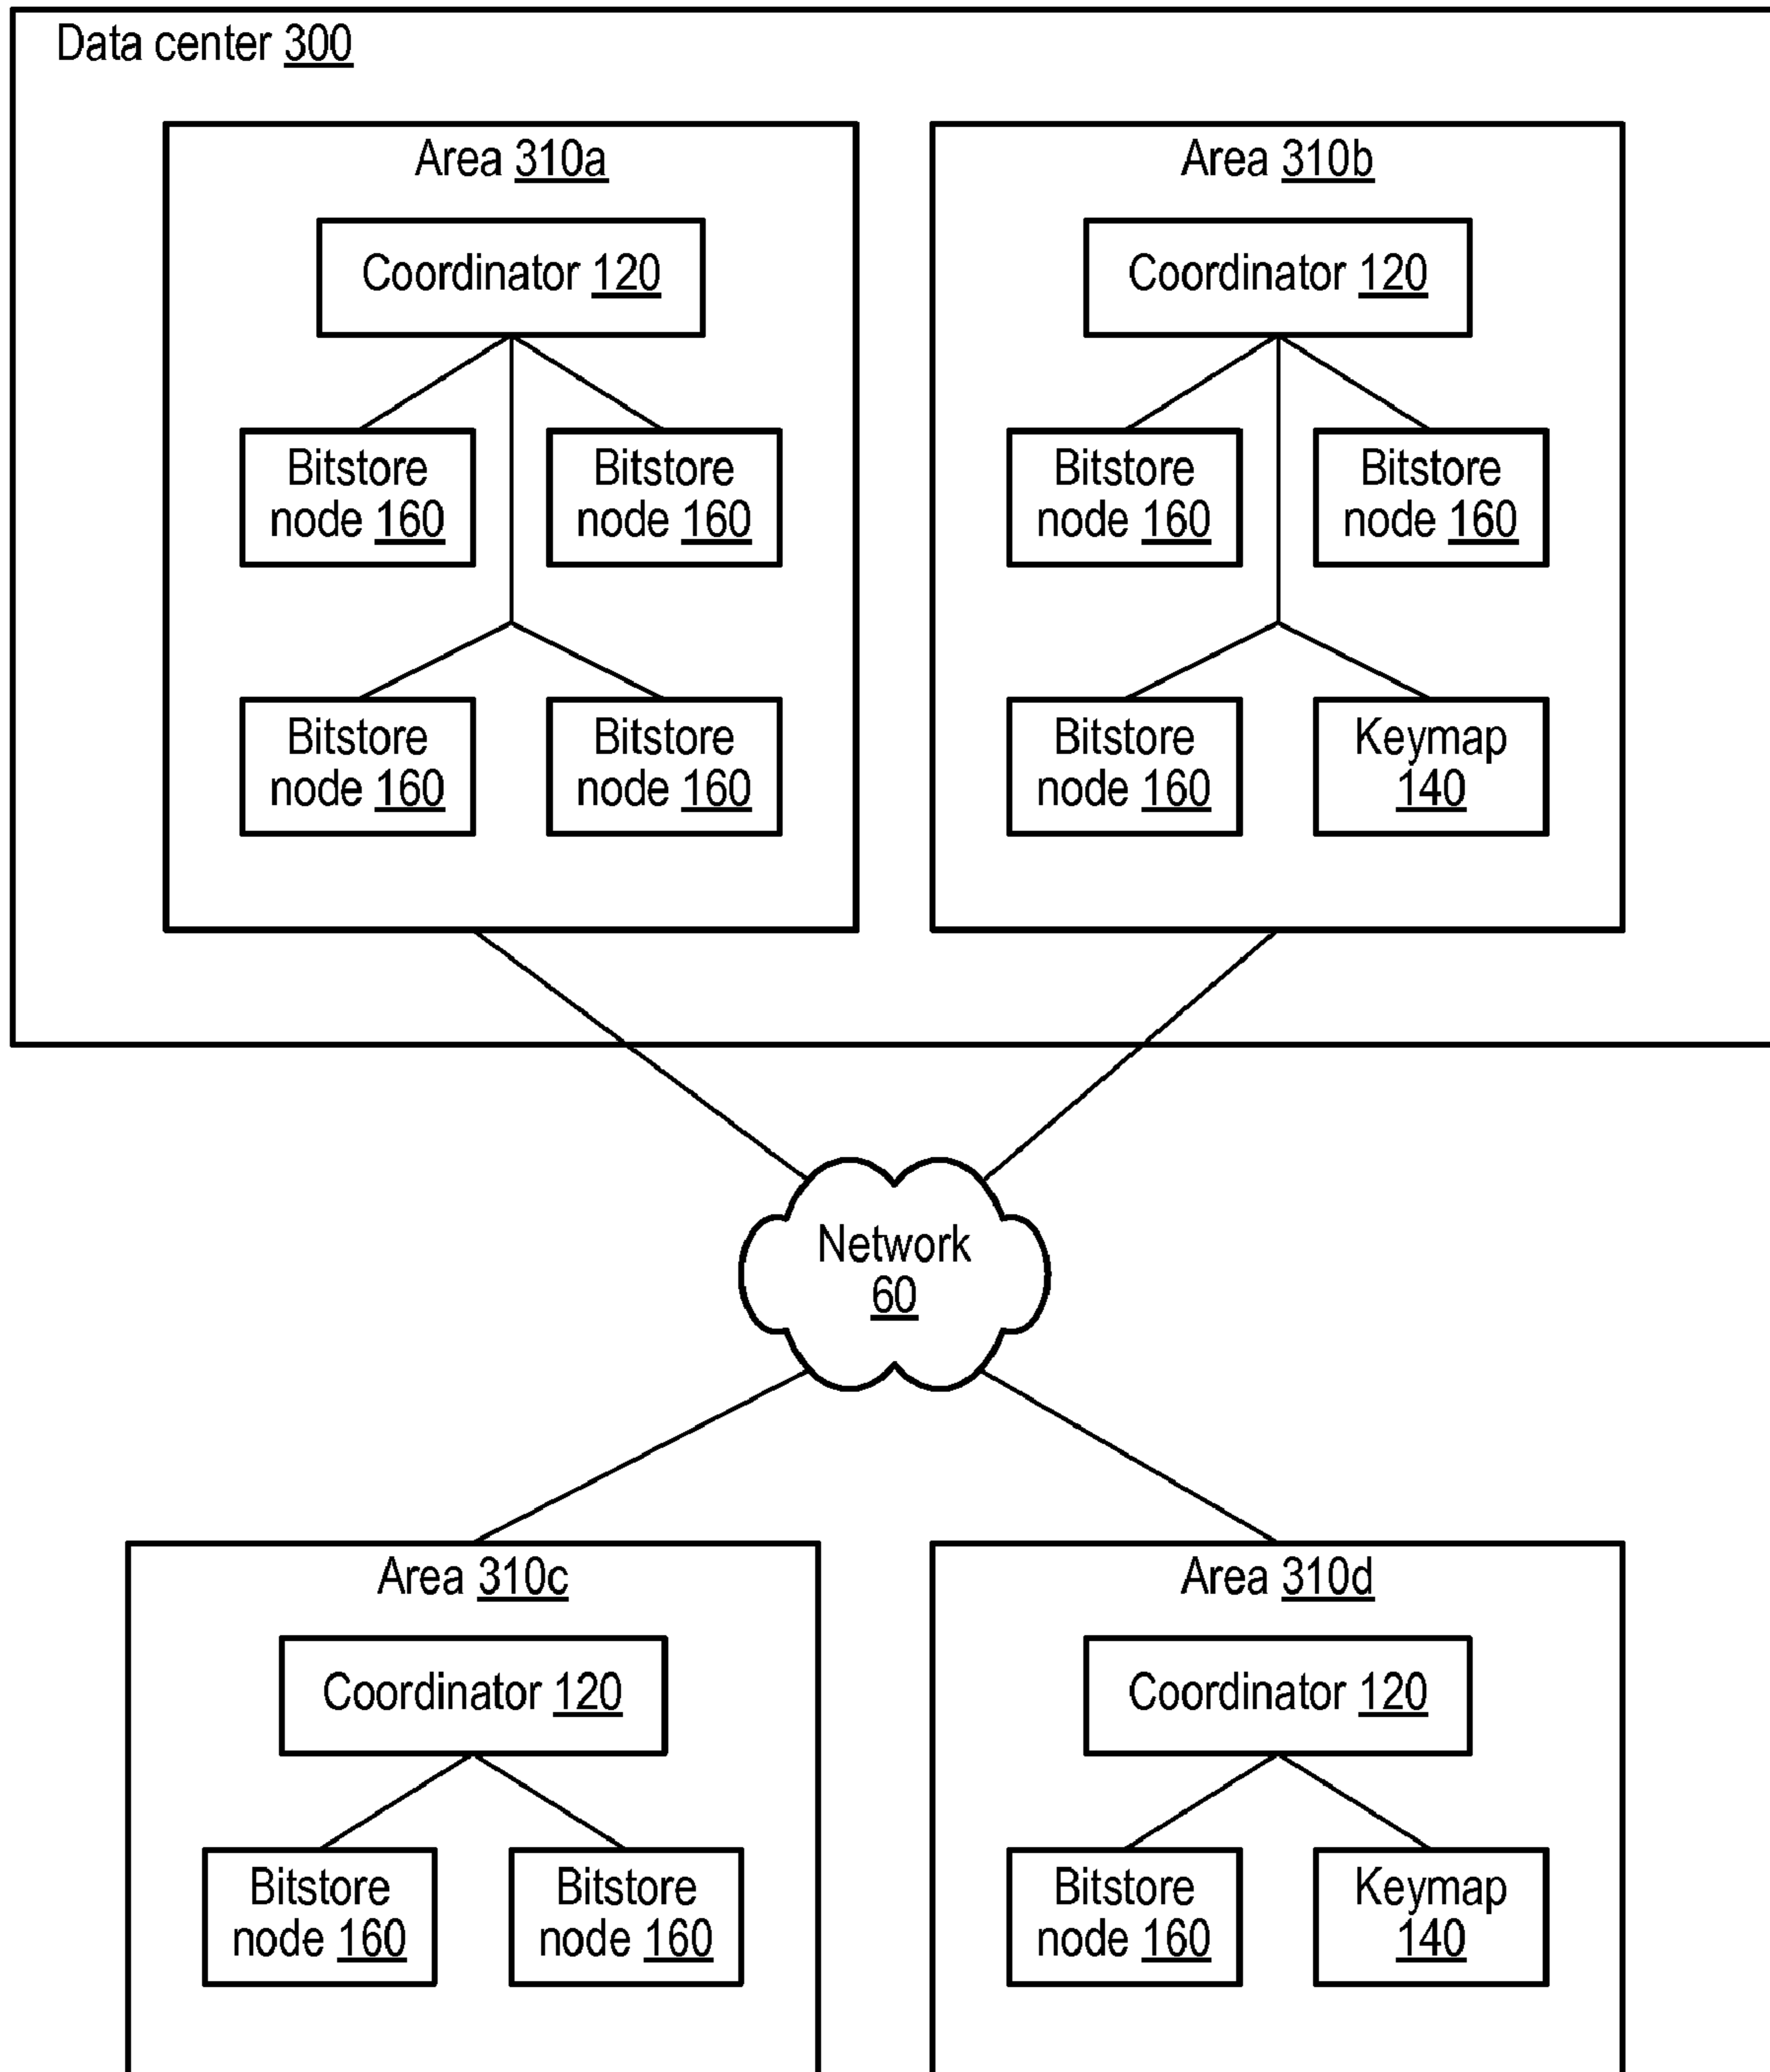 Data center 300
Area 310a
Coordinator 120
Bitstore
node 160
Bitstore
node 160
Bitstore
node 160
Bitstore
node 160
Area 310b
Coordinator 120
Bitstore
node 160
Bitstore
node 160
Bitstore
node 160
Keymap
140
Network
60
Area 310c
Coordinator 120
Bitstore
node 160
Bitstore
node 160
Area 310d
Coordinator 120
Bitstore
node 160
Keymap
140